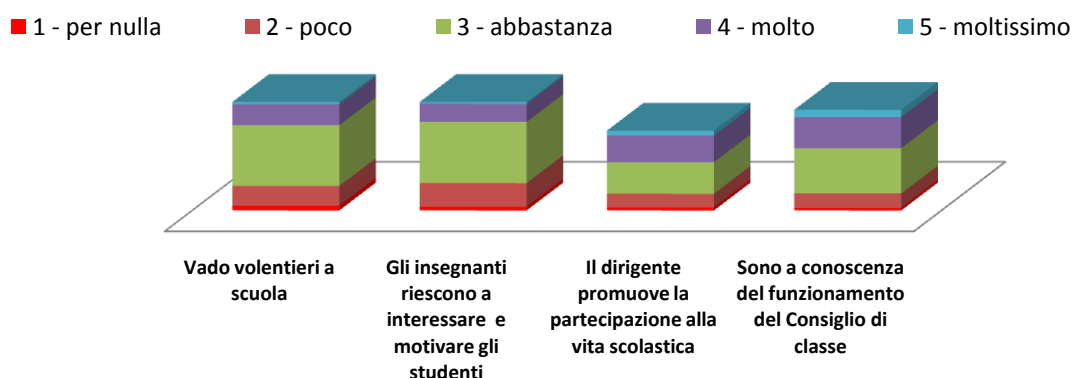 1 - per nulla 2 - poco 3 - abbastanza 4 - molto 5 - moltissimo
Vado volentieri a
scuola
Gli insegnanti
riescono a
interessare e
motivare gli
studenti
Il dirigente
promuove la
partecipazione alla
vita scolastica
Sono a conoscenza
del funzionamento
del Consiglio di
classe